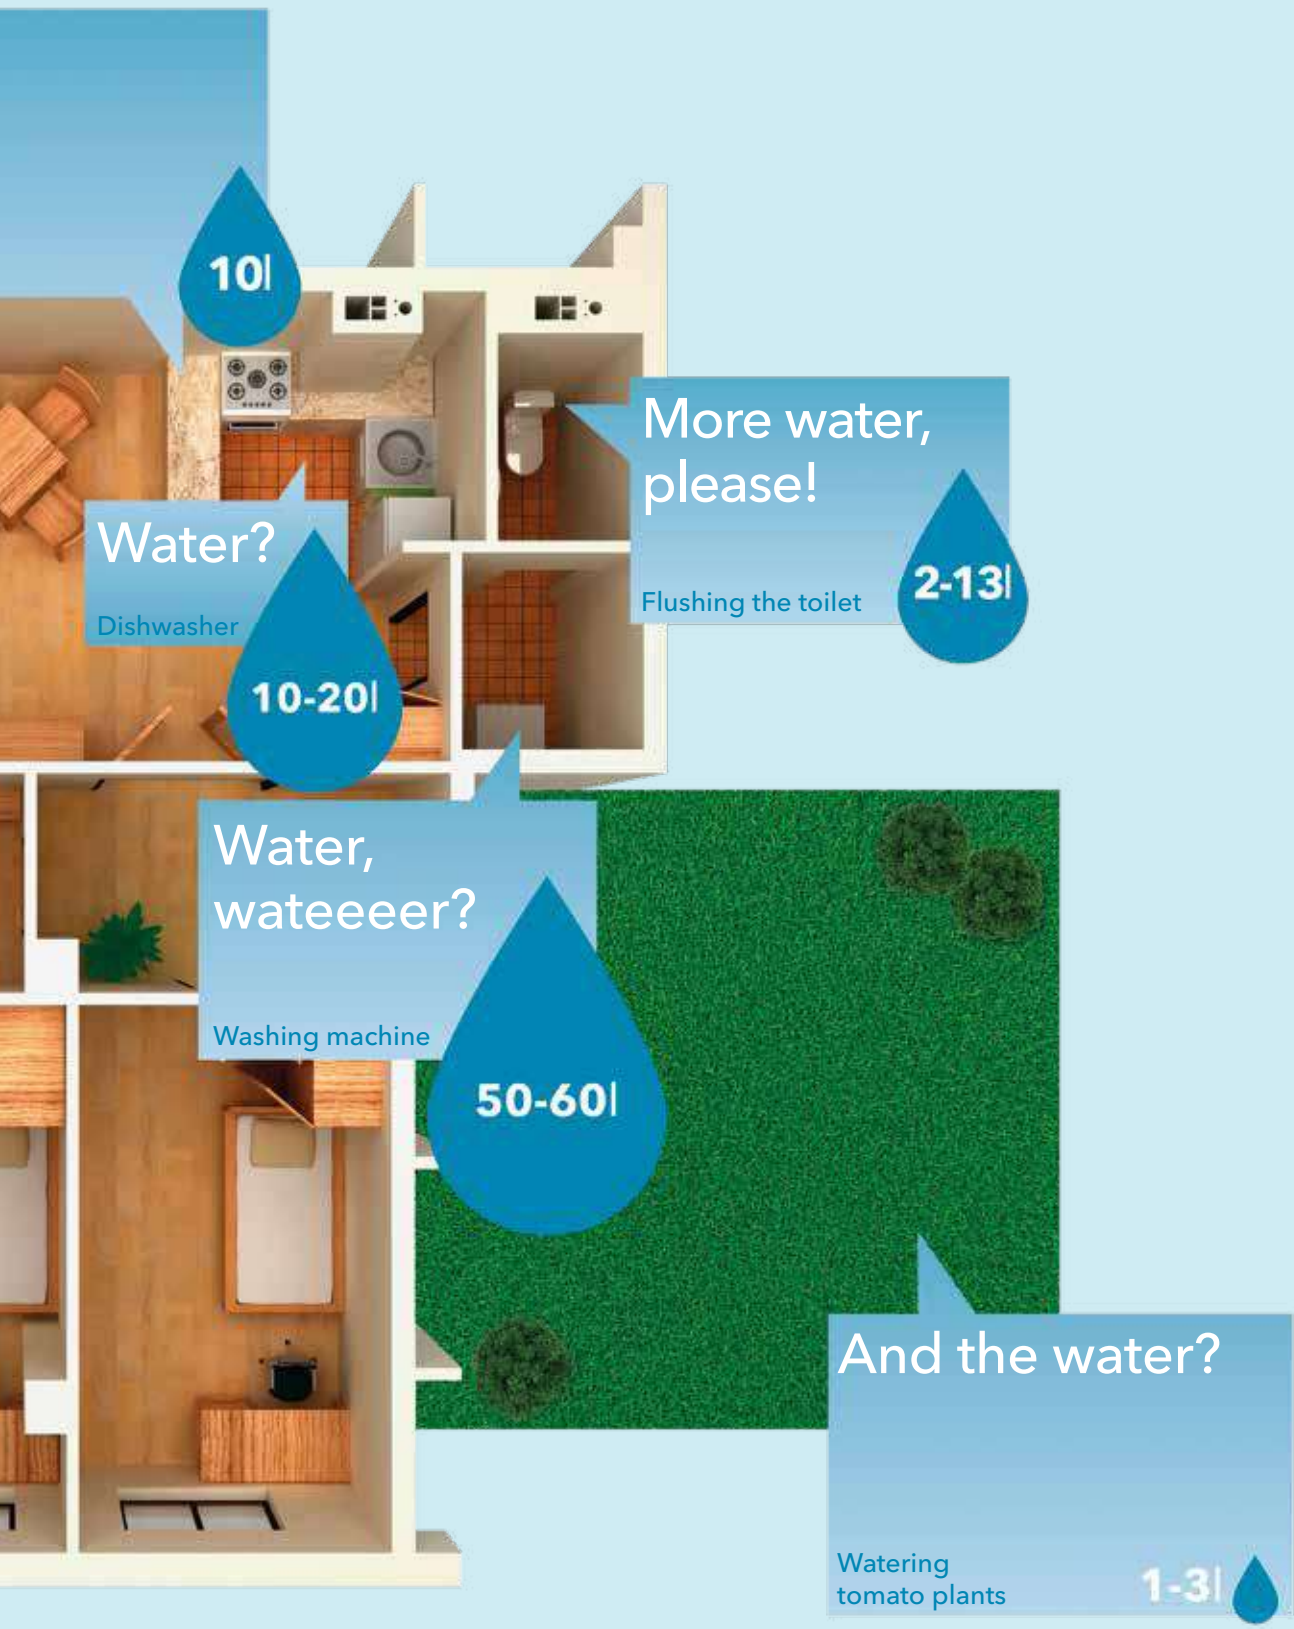 10l
More water,
please!
Flushing the toilet
2-13l
Water?
Dishwasher
10-20l
Water,
wateeeer?
Washing machine
50-60l
And the water?
Watering
tomato plants
1-3l